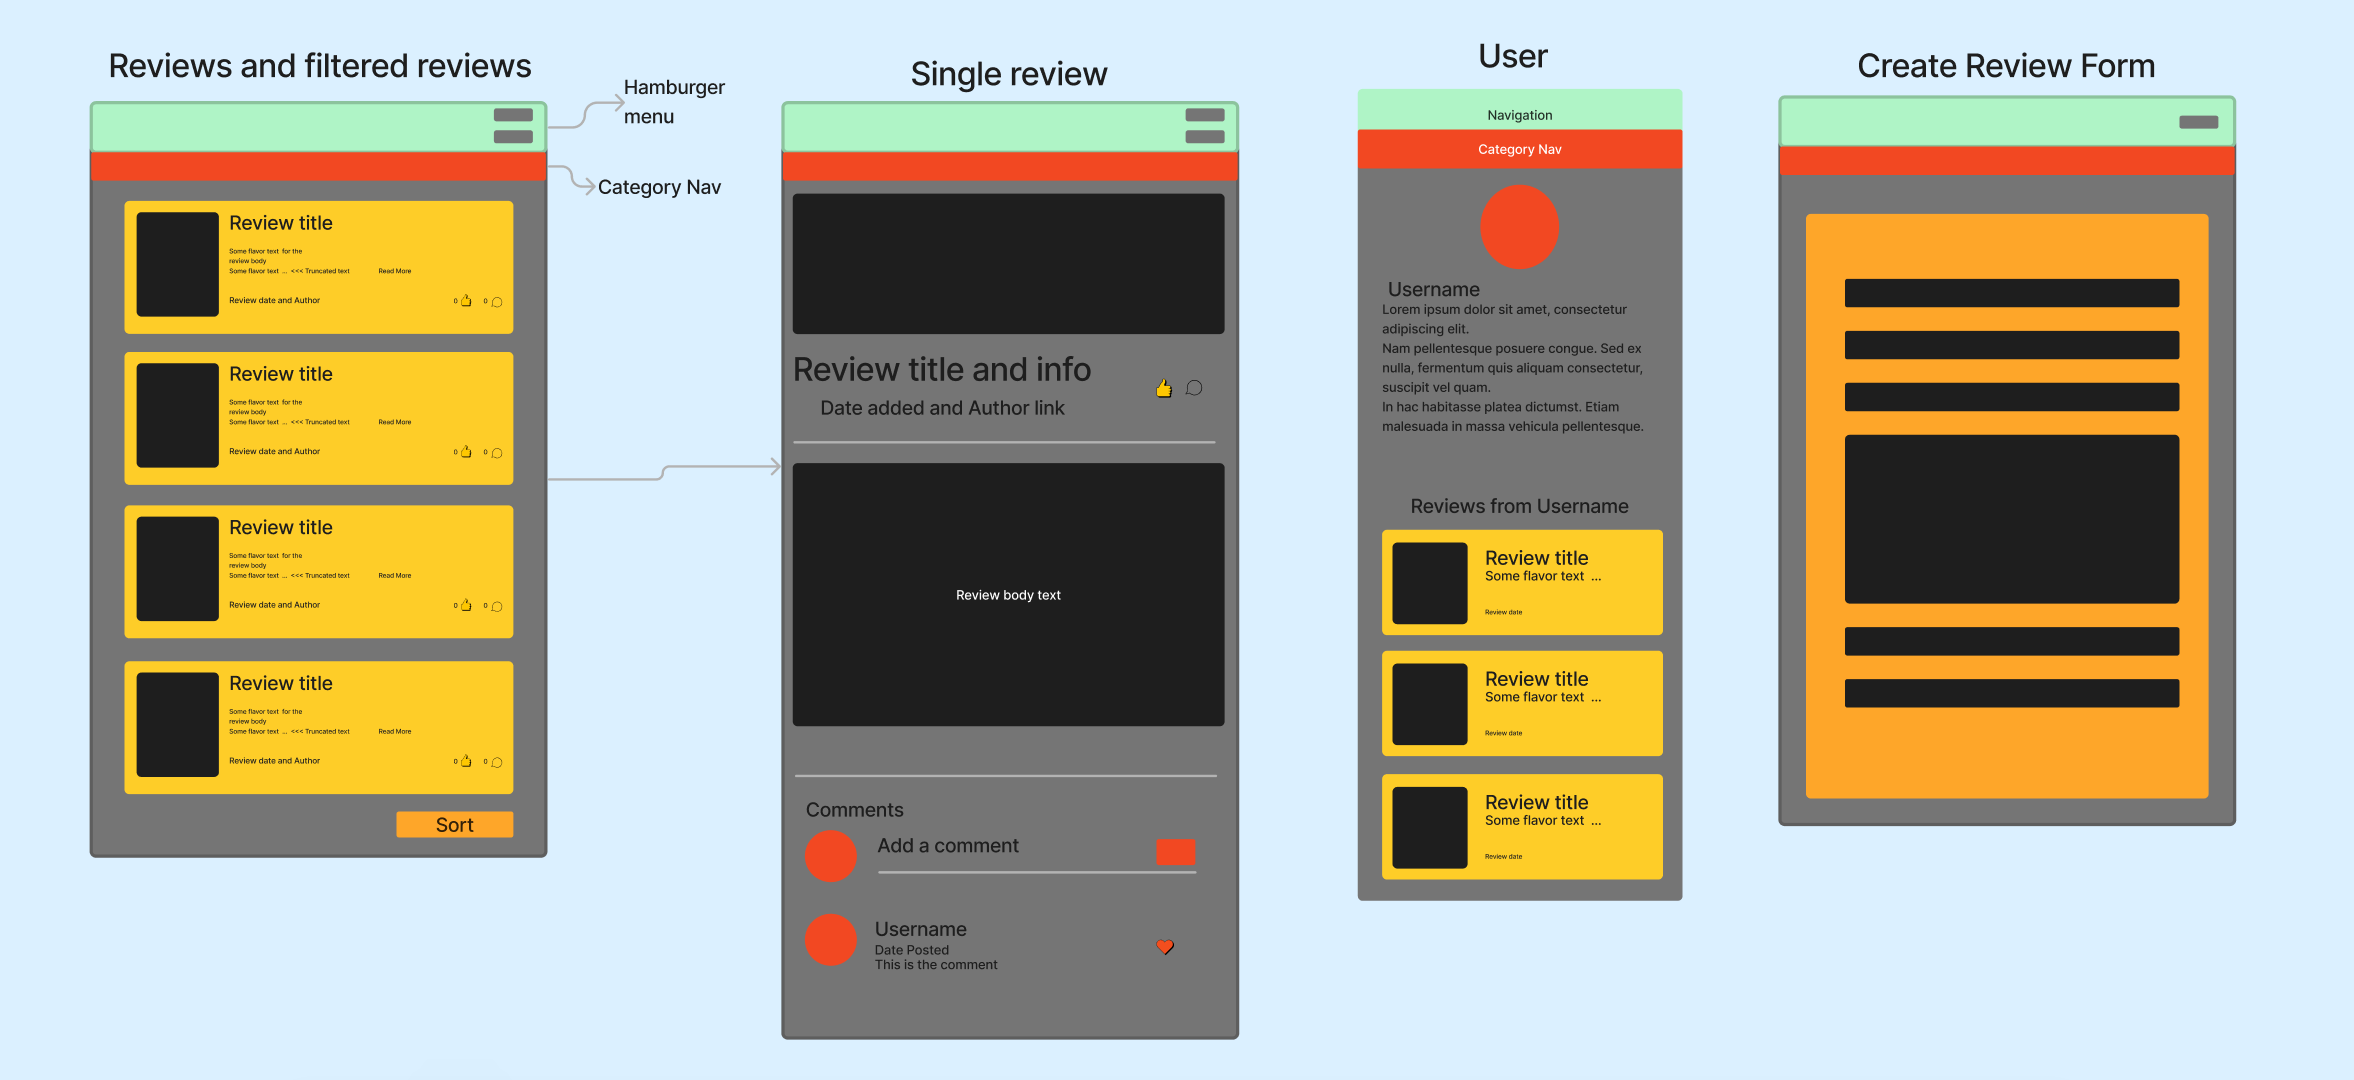 Reviews and filtered reviews
Hamburger
menu
Category Nav
Review title
Some flavor text  for the
review body
Some flavor text  ...  <<< Truncated text
Read More
Review date and Author
0
0
Review title
Some flavor text  for the
review body
Some flavor text  ...  <<< Truncated text
Read More
Review date and Author
0
0
Review title
Some flavor text  for the
review body
Some flavor text  ...  <<< Truncated text
Read More
Review date and Author
0
0
Review title
Some flavor text  for the
review body
Some flavor text  ...  <<< Truncated text
Read More
Review date and Author
0
0
Sort
Single review
Review title and info
Date added and Author link
Review body text
Comments
Add a comment
Username
Date Posted
This is the comment
User
Navigation
Category Nav
Username
Lorem ipsum dolor sit amet, consectetur
adipiscing elit.
Nam pellentesque posuere congue. Sed ex
nulla, fermentum quis aliquam consectetur,
suscipit vel quam.
In hac habitasse platea dictumst. Etiam
malesuada in massa vehicula pellentesque.
Reviews from Username
Review title
Some flavor text  ...
Review date
Review title
Some flavor text  ...
Review date
Review title
Some flavor text  ...
Review date
Create Review Form